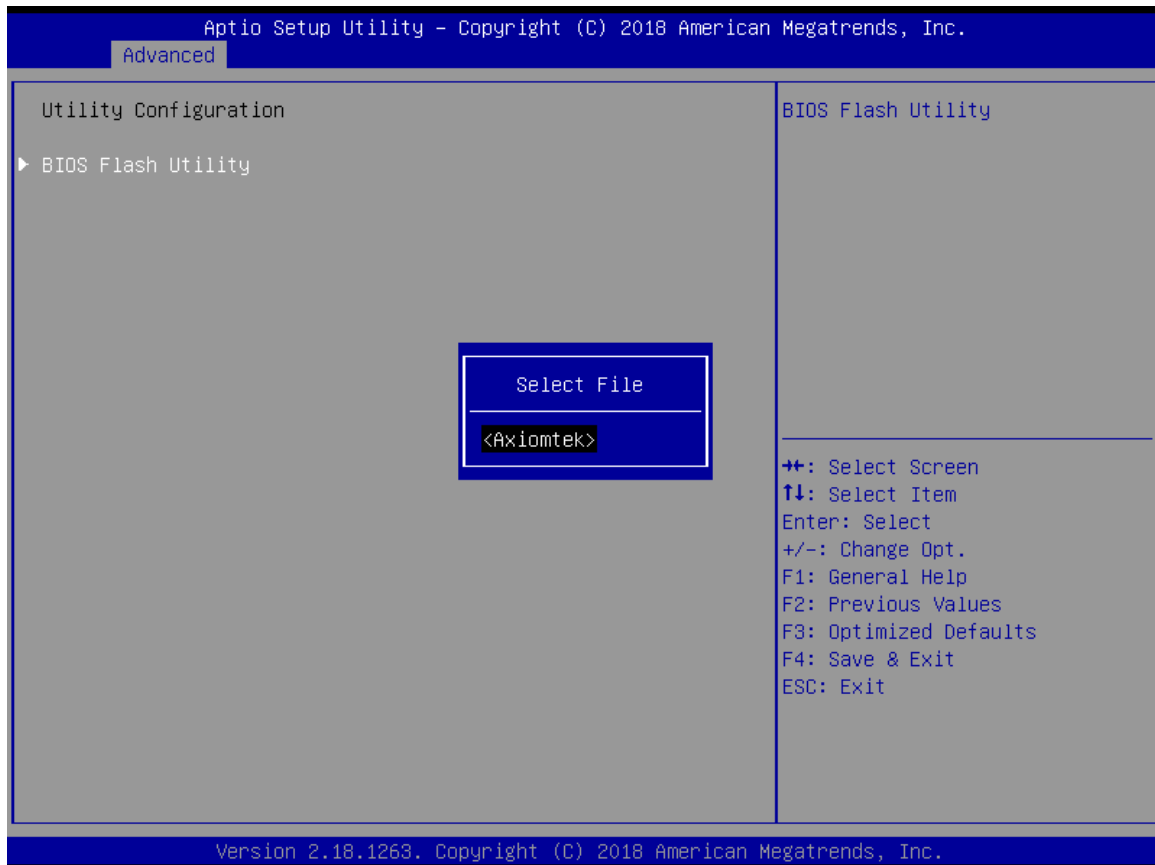 Aptio Setup Utility – Copyright (C) 2018 American Megatrends, Inc.
Advanced
Utility Configuration
BIOS Flash Utility
BIOS Flash Utility
Select File
<Axiomtek>
→←: Select Screen
↑↓: Select Item
Enter: Select
+/-: Change Opt.
F1: General Help
F2: Previous Values
F3: Optimized Defaults
F4: Save & Exit
ESC: Exit
Version 2.18.1263. Copyright (C) 2018 American Megatrends, Inc.